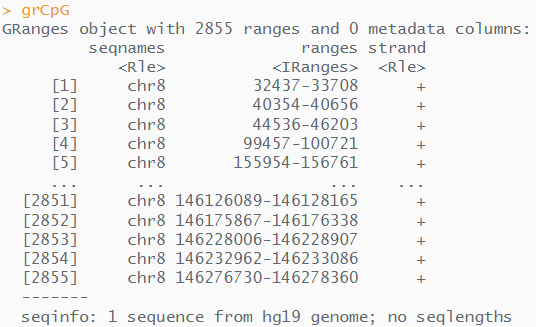 > grCpG
GRanges object with 2855 ranges and 0 metadata columns:
seqnames ranges strand
<Rle> <IRanges> <Rle>
[1] chr8 32437-33708 +
[2] chr8 40354-40656 +
[3] chr8 44536-46203 +
[4] chr8 99457-100721 +
[5] chr8 155954-156761 +
... ... ... ...
[2851] chr8 146126089-146128165 +
[2852] chr8 146175867-146176338 +
[2853] chr8 146228006-146228907 +
[2854] chr8 146232962-146233086 +
[2855] chr8 146276730-146278360 +
-------
seqinfo: 1 sequence from hg19 genome; no seqlengths